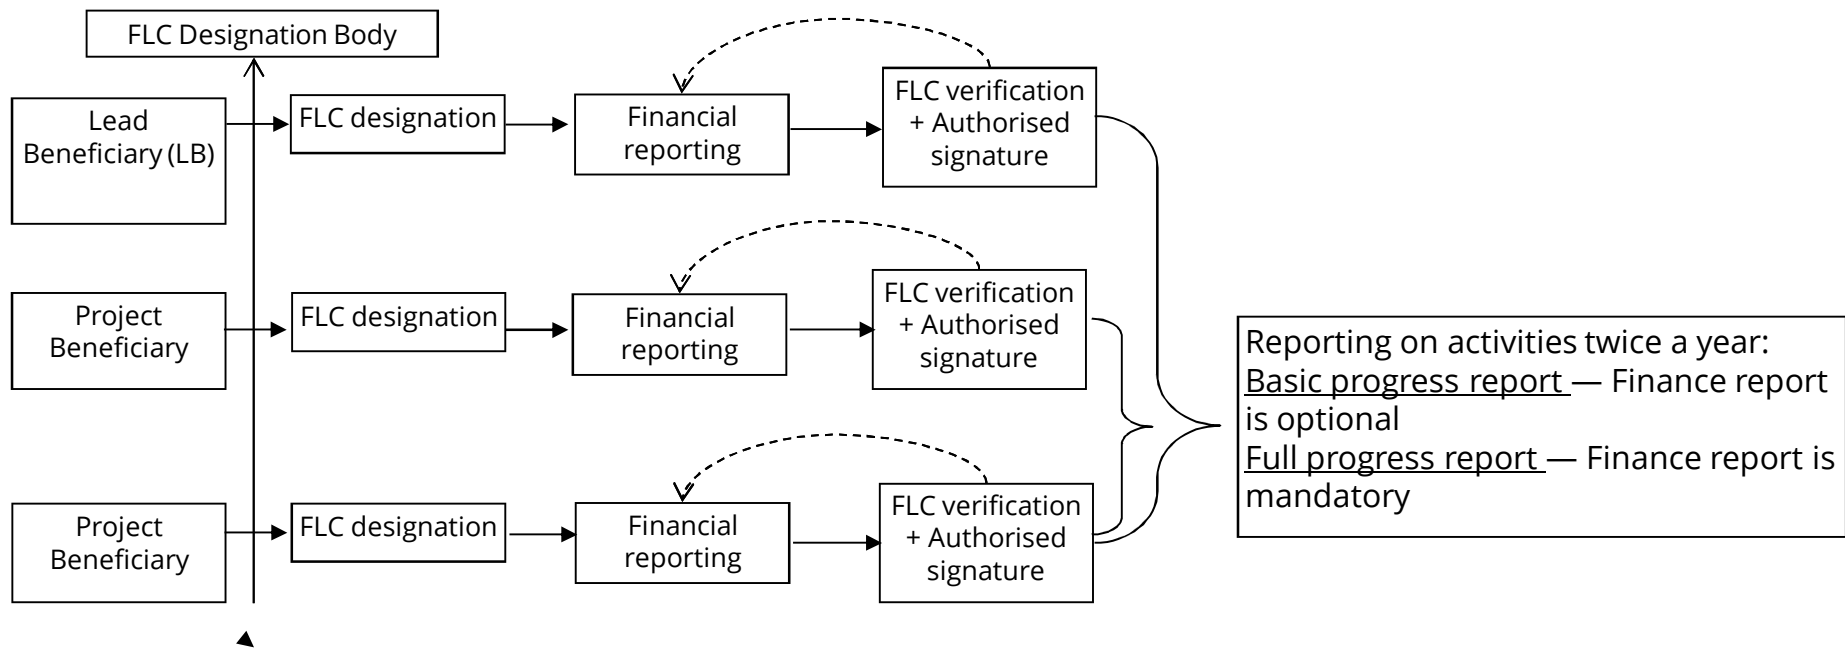 FLC Designation Body
Lead
Beneficiary (LB)
FLC designation
Financial
reporting
FLC verification
+ Authorised
signature
Project
Beneficiary
FLC designation
Financial
reporting
FLC verification
+ Authorised
signature
Project
Beneficiary
FLC designation
Financial
reporting
FLC verification
+ Authorised
signature
Reporting on activities twice a year:
Basic progress report — Finance report
is optional
Full progress report — Finance report is
mandatory